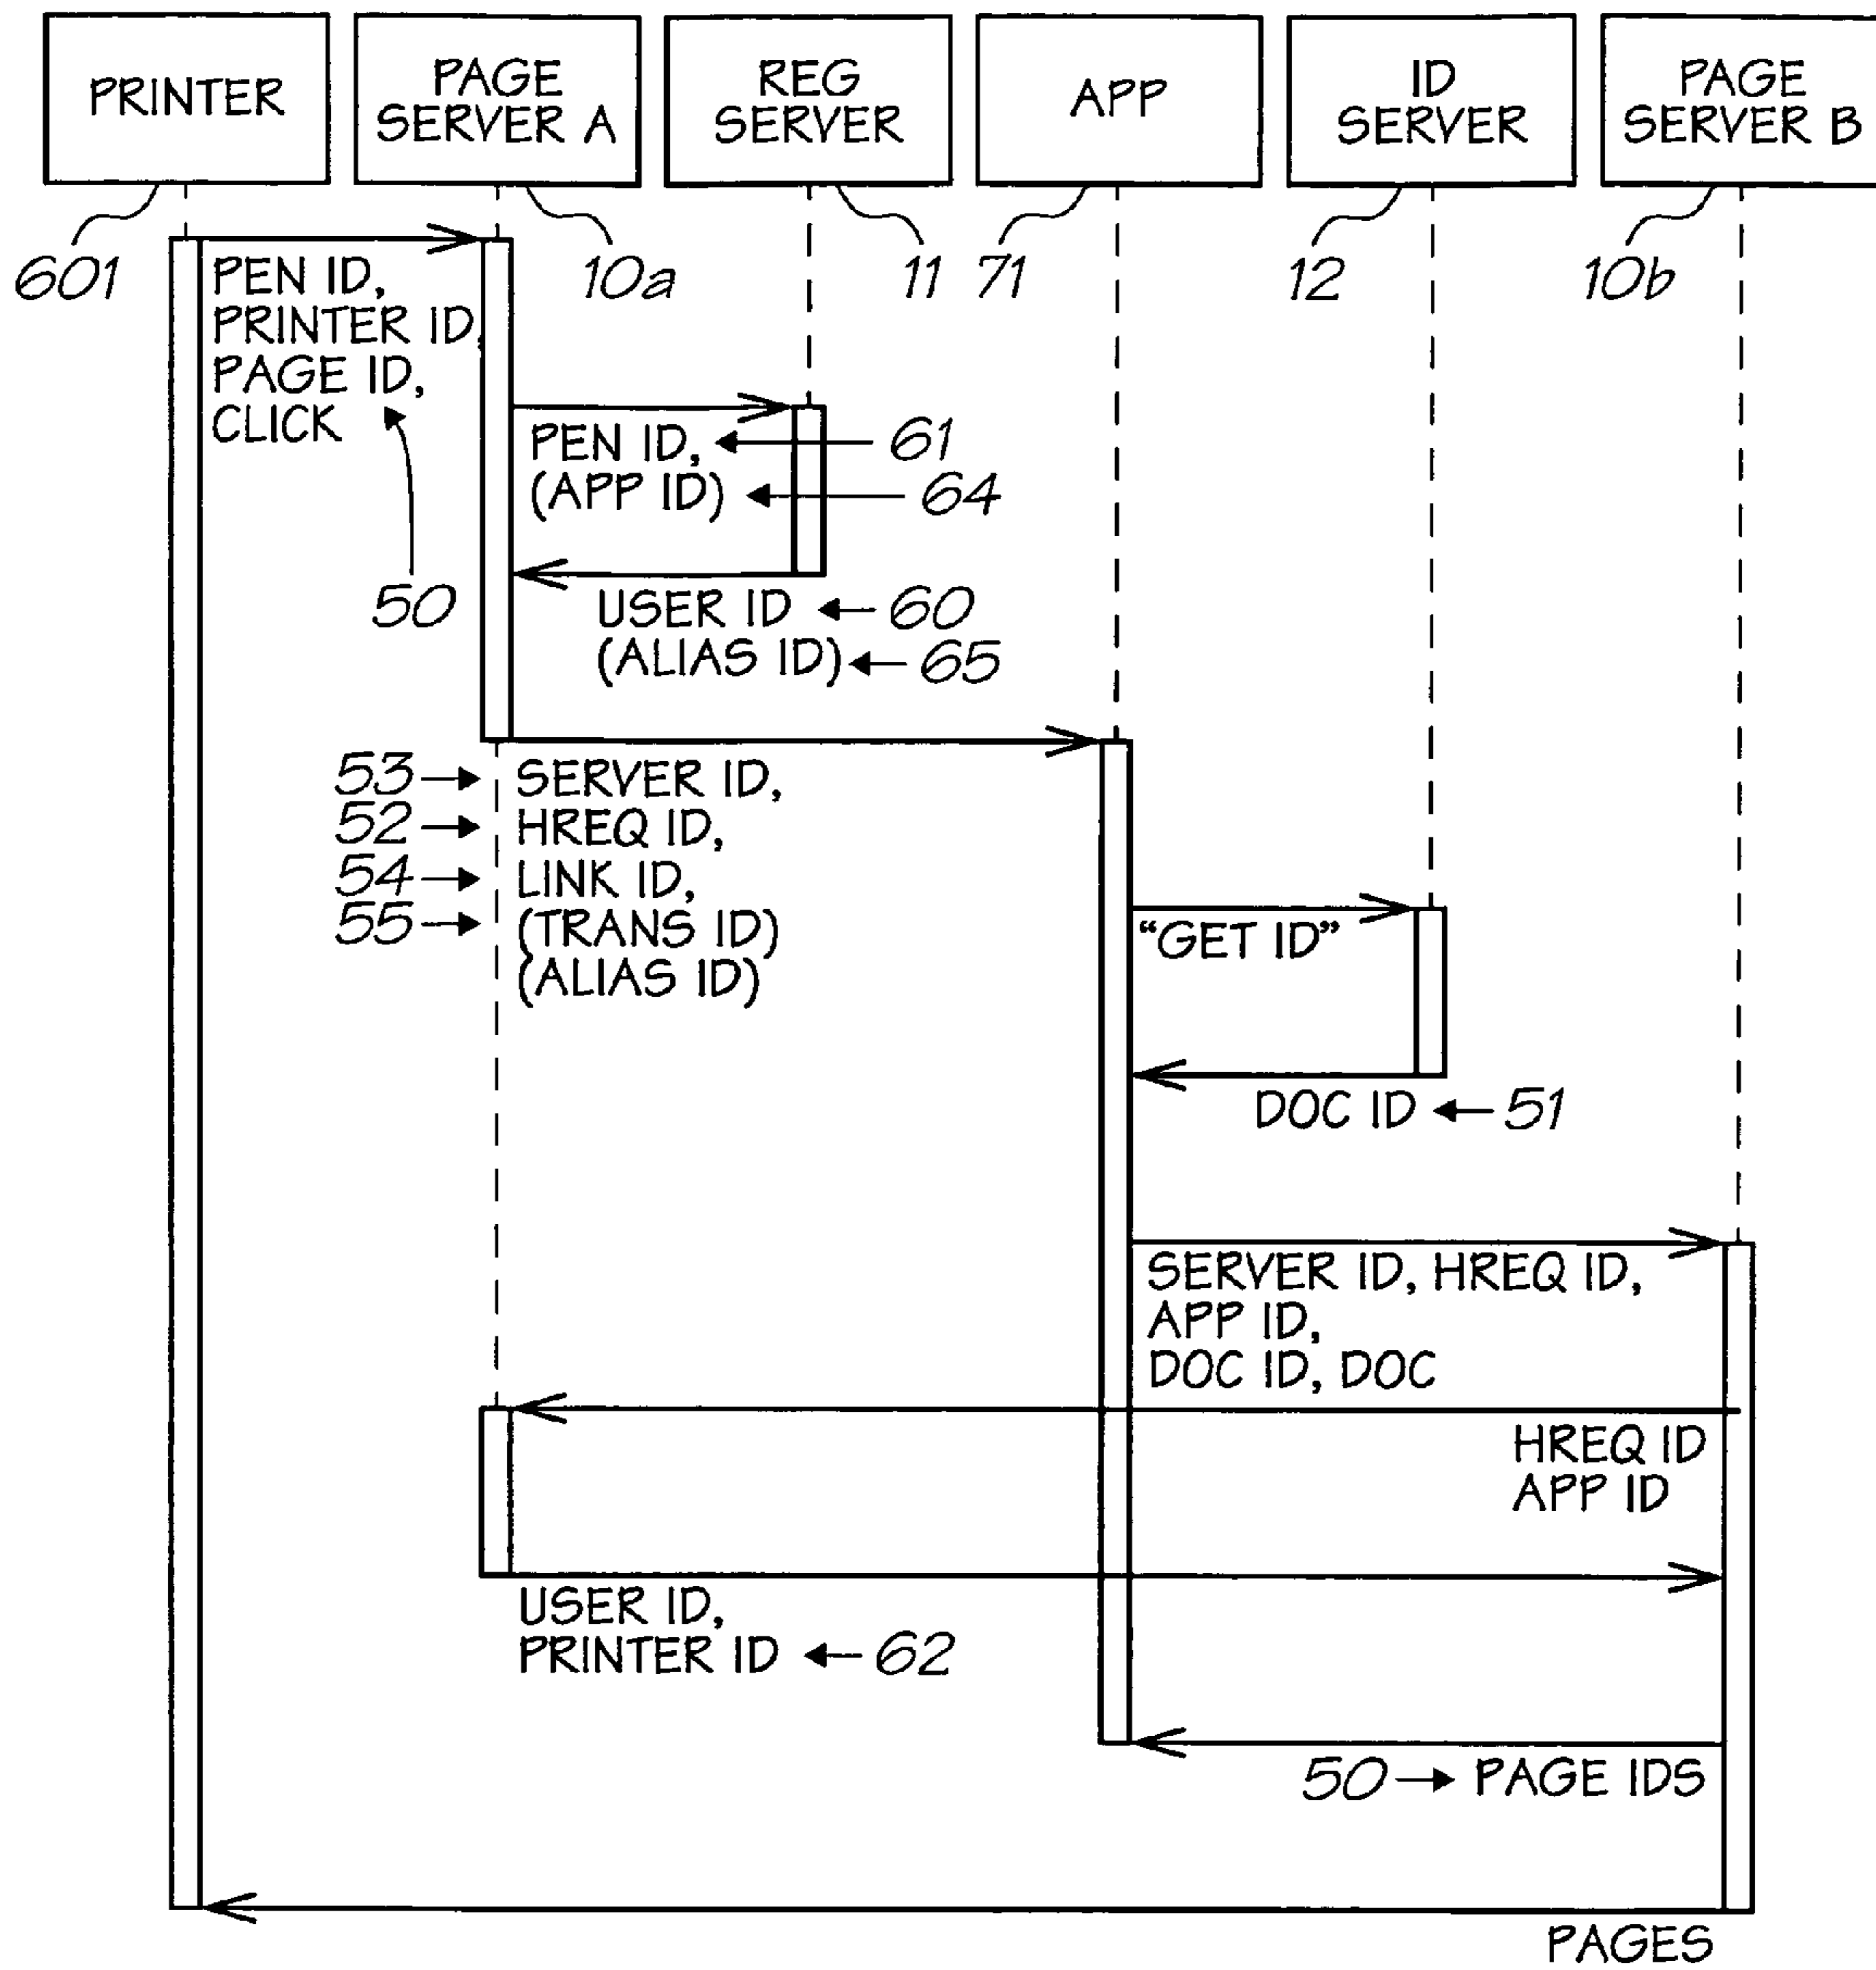 PRINTER
PAGE
SERVER A
REG
SERVER
APP
ID
SERVER
PAGE
SERVER B
601
10a
11
71
12
10b
PEN ID,
PRINTER ID,
PAGE ID,
CLICK
50
PEN ID,
(APP ID)
61
64
USER ID
(ALIAS ID)
60
65
53
52
54
55
SERVER ID,
HREQ ID,
LINK ID,
(TRANS ID)
(ALIAS ID)
“GET ID”
DOC ID
51
SERVER ID, HREQ ID,
APP ID,
DOC ID, DOC
HREQ ID
APP ID
USER ID,
PRINTER ID
62
50
PAGE IDS
PAGES